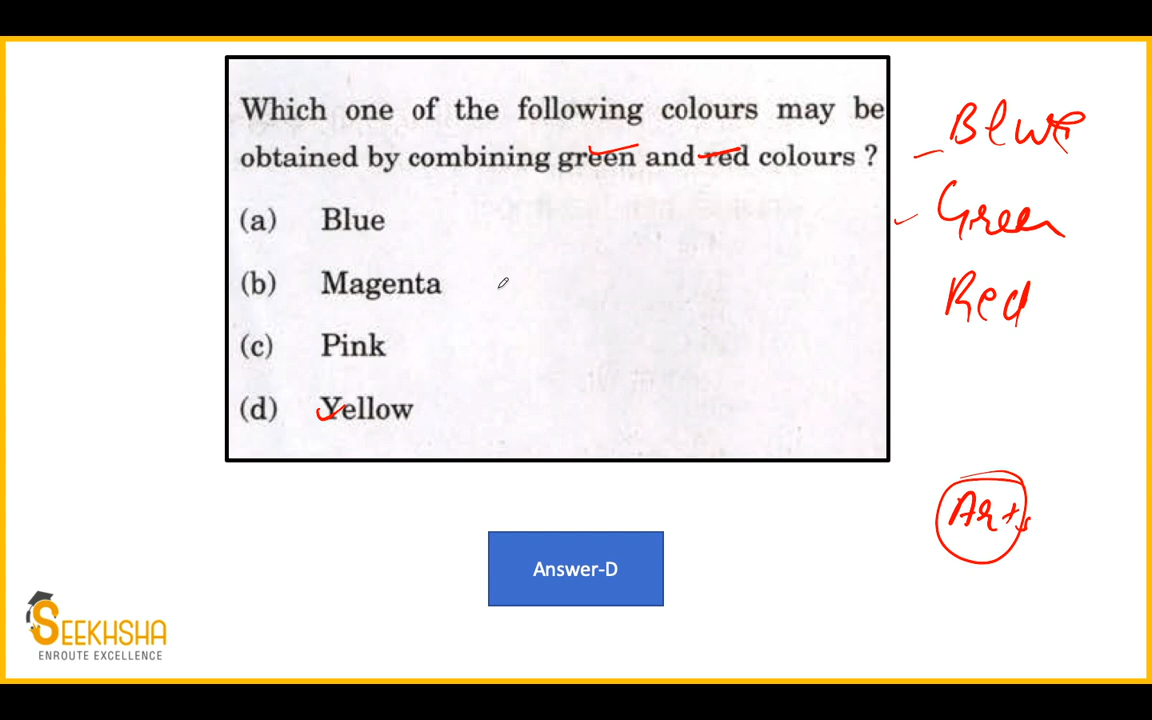 Which one of the following colours may be
obtained by combining green and red colours ?
(a) Blue
(b) Magenta
(c) Pink
(d) Yellow
Blue
Green
Red
Arts
Answer-D
SEEKHSHA
ENROUTE EXCELLENCE